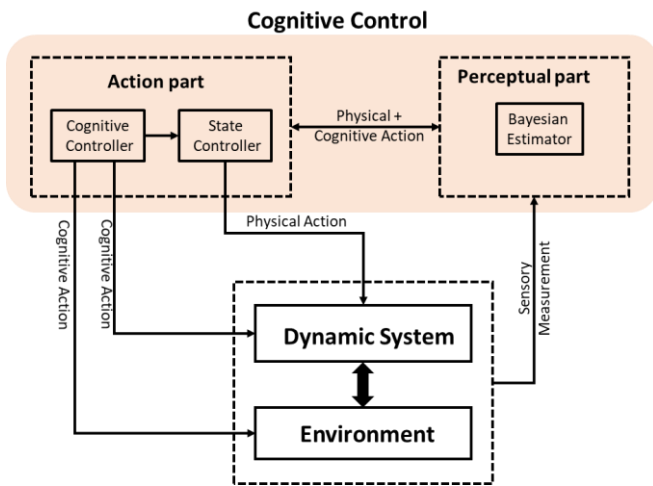 Cognitive Control
Action part
Perceptual part
Cognitive
Controller
State
Controller
Physical +
Cognitive Action
Bayesian
Estimator
Cognitive Action
Cognitive Action
Physical Action
Sensory
Measurement
Dynamic System
Environment